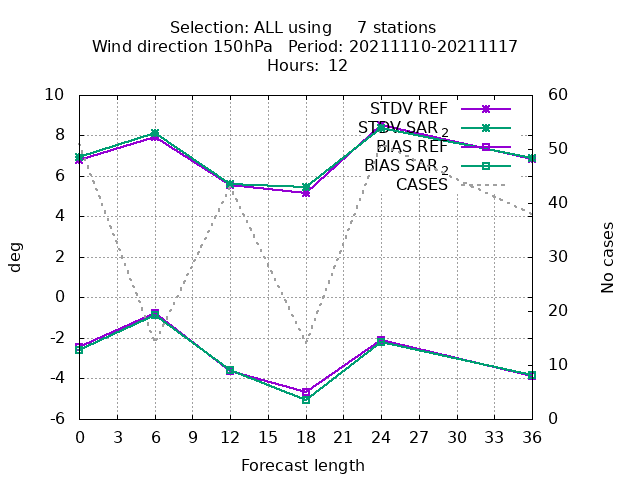 Selection: ALL using 7 stations
Wind direction 150hPa Period: 20211110-20211117
Hours: 12
10 60
STDV REF
8 STDV SAR 2 50
BIAS REF
6 BIAS SAR 2
CASES
4 40
2 30
0 20
-2
-4 10
-6 0
0 3 6 9 12 15 18 21 24 27 30 33 36
Forecast length
deg
No cases